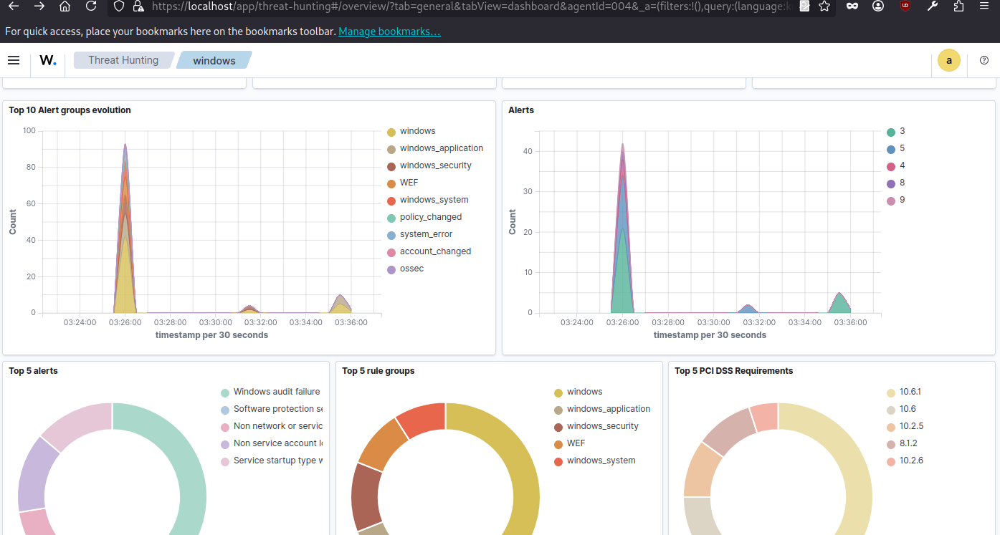 https://localhost/app/threat-hunting#/overview/?tab=general&tabView=dashboard&agentId=004&_a=(filters:!(),query:(language:k
For quick access, place your bookmarks here on the bookmarks toolbar. Manage bookmarks…
W. Threat Hunting windows a
Top 10 Alert groups evolution
100
80
60
40
20
0
Count
03:24:00 03:26:00 03:28:00 03:30:00 03:32:00 03:34:00 03:36:00
timestamp per 30 seconds
windows
windows_application
windows_security
WEF
windows_system
policy_changed
system_error
account_changed
ossec
Alerts
40
30
20
10
0
Count
03:24:00 03:26:00 03:28:00 03:30:00 03:32:00 03:34:00 03:36:00
timestamp per 30 seconds
3
5
4
8
9
Top 5 alerts
Windows audit failure
Software protection se
Non network or servic
Non service account l
Service startup type w
Top 5 rule groups
windows
windows_application
windows_security
WEF
windows_system
Top 5 PCI DSS Requirements
10.6.1
10.6
10.2.5
8.1.2
10.2.6